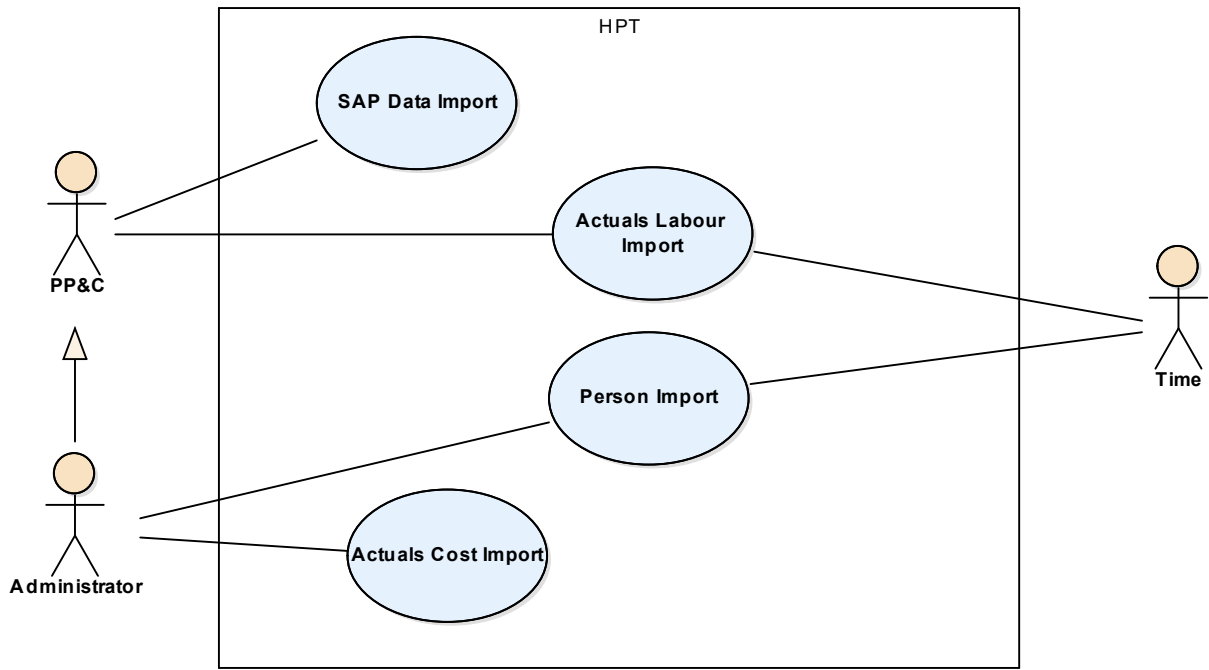 HPT
SAP Data Import
Actuals Labour
Import
PP&C
Person Import
Time
Actuals Cost Import
Administrator